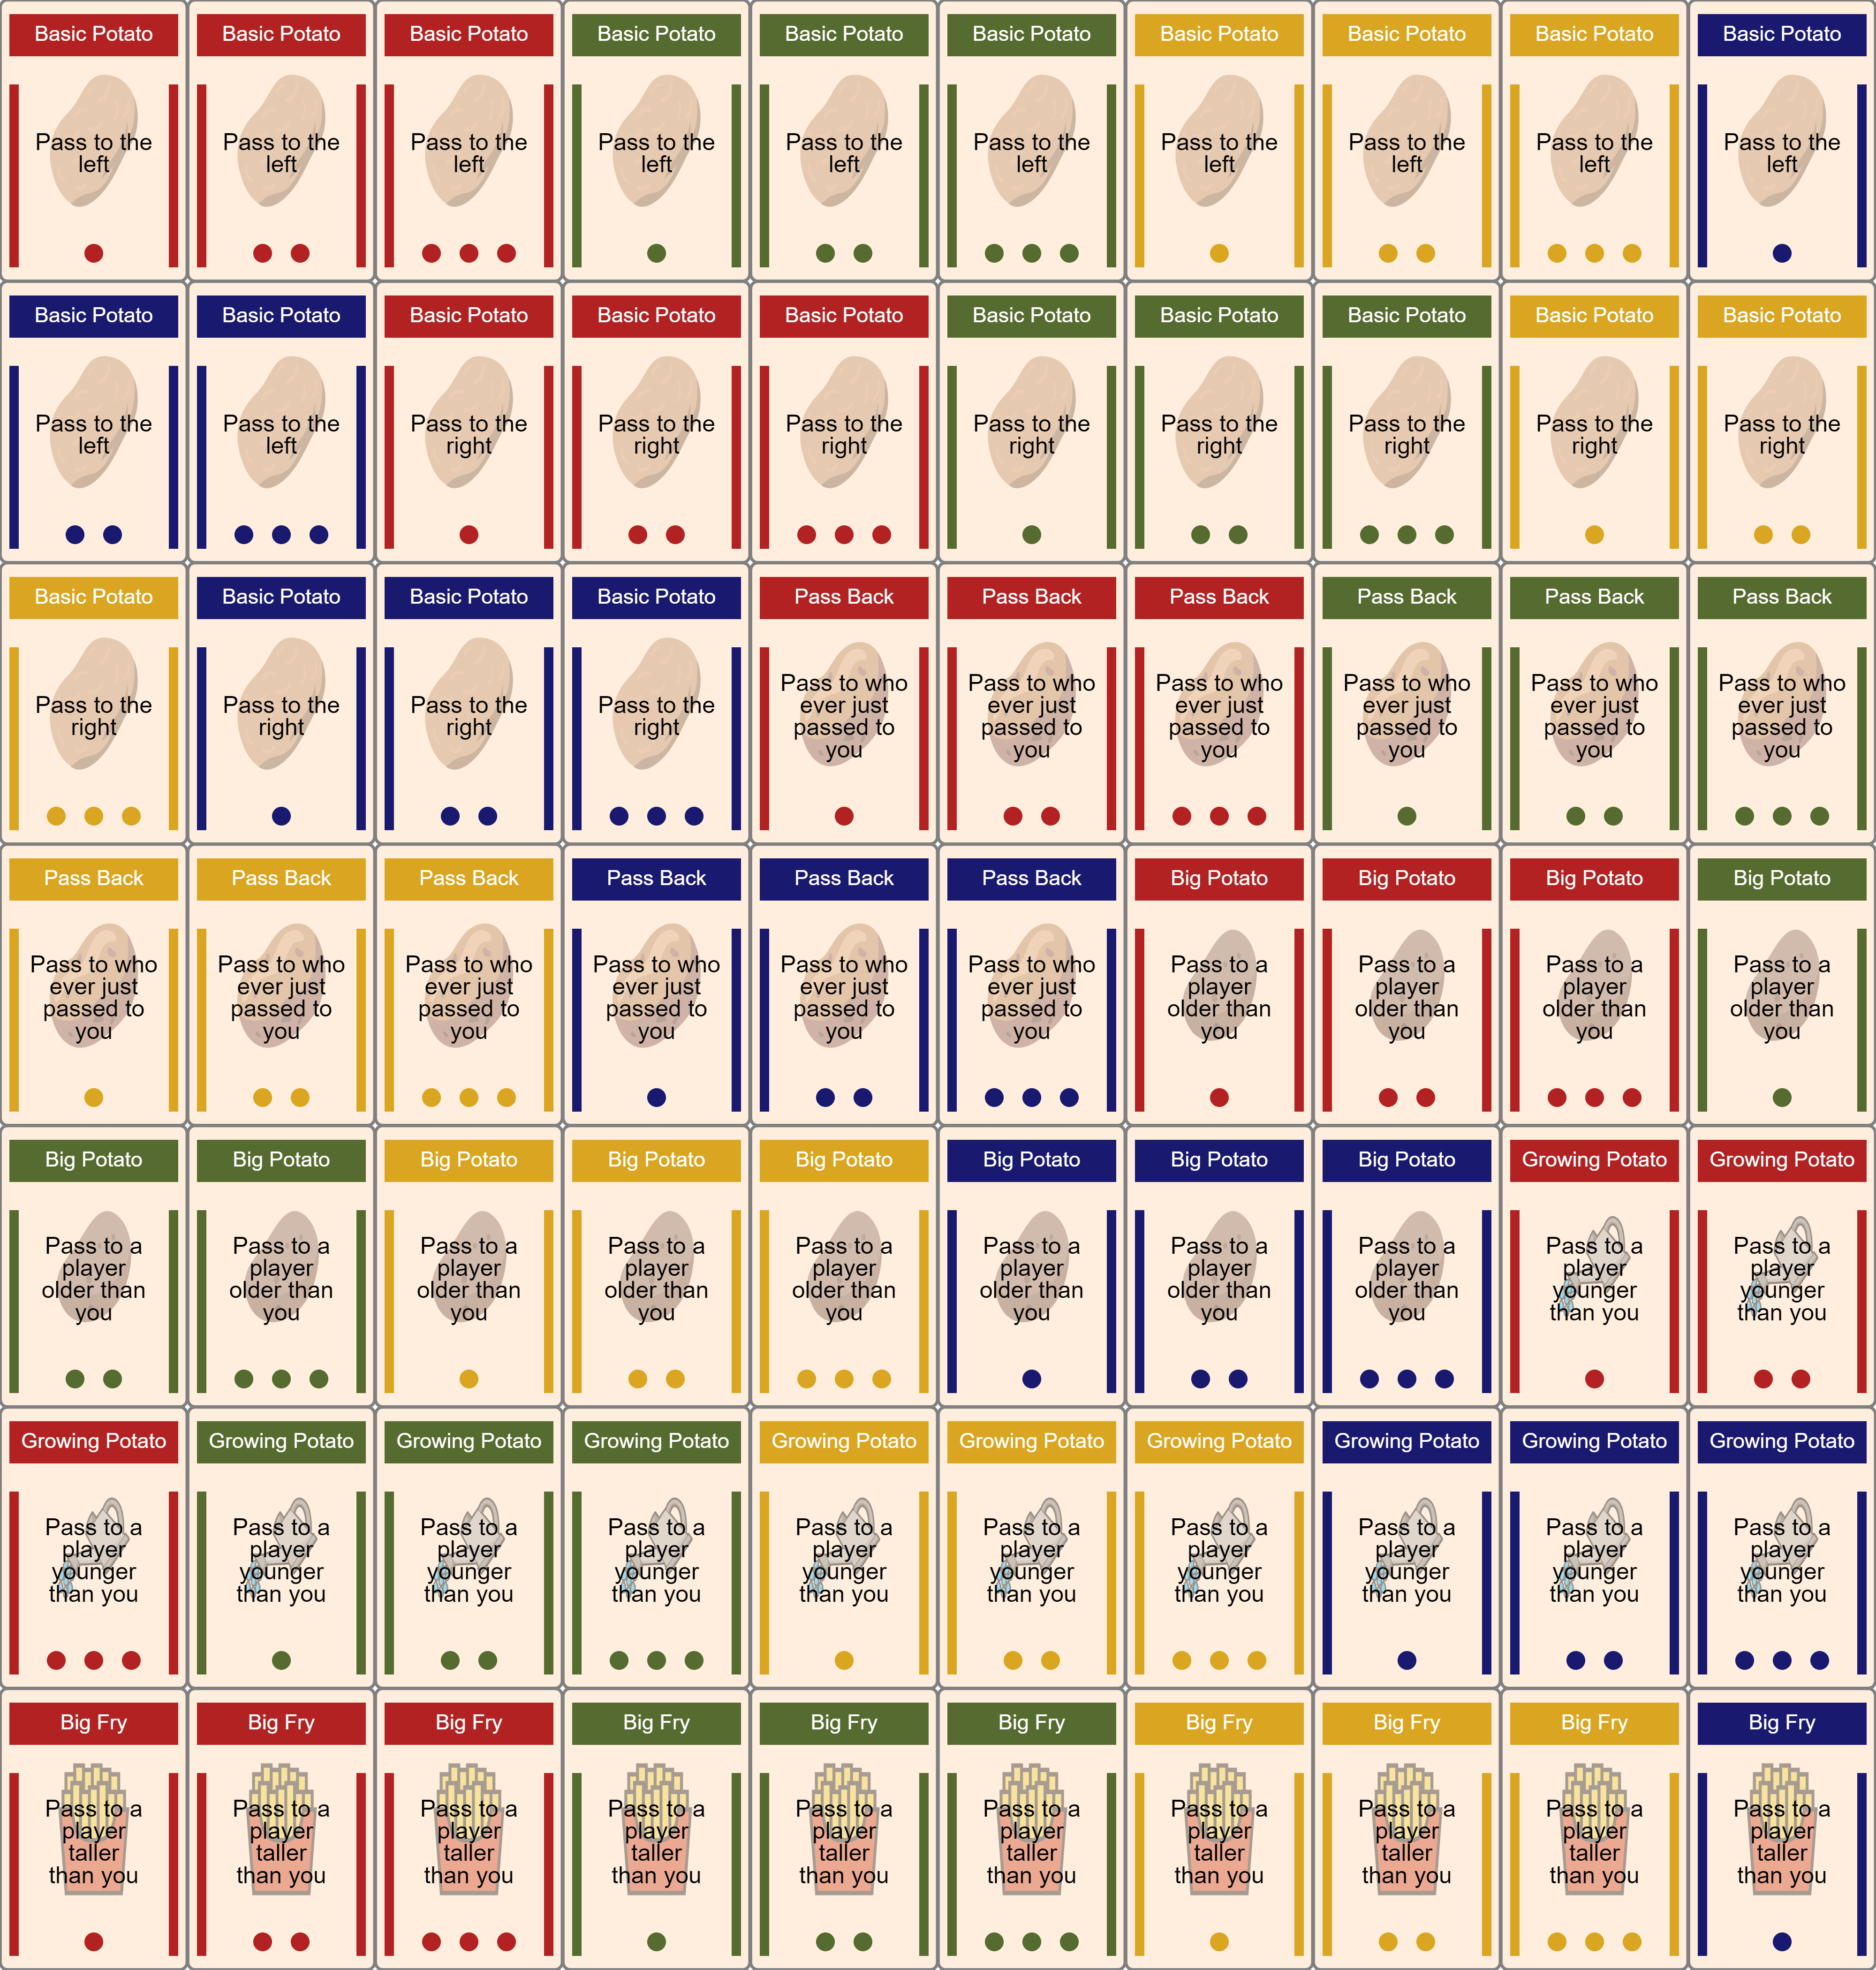 Basic Potato
Pass to the
left
Basic Potato
Pass to the
left
Basic Potato
Pass to the
left
Basic Potato
Pass to the
left
Basic Potato
Pass to the
left
Basic Potato
Pass to the
left
Basic Potato
Pass to the
left
Basic Potato
Pass to the
left
Basic Potato
Pass to the
left
Basic Potato
Pass to the
left
Basic Potato
Pass to the
left
Basic Potato
Pass to the
left
Basic Potato
Pass to the
right
Basic Potato
Pass to the
right
Basic Potato
Pass to the
right
Basic Potato
Pass to the
right
Basic Potato
Pass to the
right
Basic Potato
Pass to the
right
Basic Potato
Pass to the
right
Basic Potato
Pass to the
right
Basic Potato
Pass to the
right
Basic Potato
Pass to the
right
Basic Potato
Pass to the
right
Basic Potato
Pass to the
right
Pass Back
Pass to who
ever just
passed to
you
Pass Back
Pass to who
ever just
passed to
you
Pass Back
Pass to who
ever just
passed to
you
Pass Back
Pass to who
ever just
passed to
you
Pass Back
Pass to who
ever just
passed to
you
Pass Back
Pass to who
ever just
passed to
you
Pass Back
Pass to who
ever just
passed to
you
Pass Back
Pass to who
ever just
passed to
you
Pass Back
Pass to who
ever just
passed to
you
Pass Back
Pass to who
ever just
passed to
you
Pass Back
Pass to who
ever just
passed to
you
Pass Back
Pass to who
ever just
passed to
you
Big Potato
Pass to a
player
older than
you
Big Potato
Pass to a
player
older than
you
Big Potato
Pass to a
player
older than
you
Big Potato
Pass to a
player
older than
you
Big Potato
Pass to a
player
older than
you
Big Potato
Pass to a
player
older than
you
Big Potato
Pass to a
player
older than
you
Big Potato
Pass to a
player
older than
you
Big Potato
Pass to a
player
older than
you
Big Potato
Pass to a
player
older than
you
Big Potato
Pass to a
player
older than
you
Big Potato
Pass to a
player
older than
you
Growing Potato
Pass to a
player
younger
than you
Growing Potato
Pass to a
player
younger
than you
Growing Potato
Pass to a
player
younger
than you
Growing Potato
Pass to a
player
younger
than you
Growing Potato
Pass to a
player
younger
than you
Growing Potato
Pass to a
player
younger
than you
Growing Potato
Pass to a
player
younger
than you
Growing Potato
Pass to a
player
younger
than you
Growing Potato
Pass to a
player
younger
than you
Growing Potato
Pass to a
player
younger
than you
Growing Potato
Pass to a
player
younger
than you
Growing Potato
Pass to a
player
younger
than you
Big Fry
Pass to a
player
taller
than you
Big Fry
Pass to a
player
taller
than you
Big Fry
Pass to a
player
taller
than you
Big Fry
Pass to a
player
taller
than you
Big Fry
Pass to a
player
taller
than you
Big Fry
Pass to a
player
taller
than you
Big Fry
Pass to a
player
taller
than you
Big Fry
Pass to a
player
taller
than you
Big Fry
Pass to a
player
taller
than you
Big Fry
Pass to a
player
taller
than you